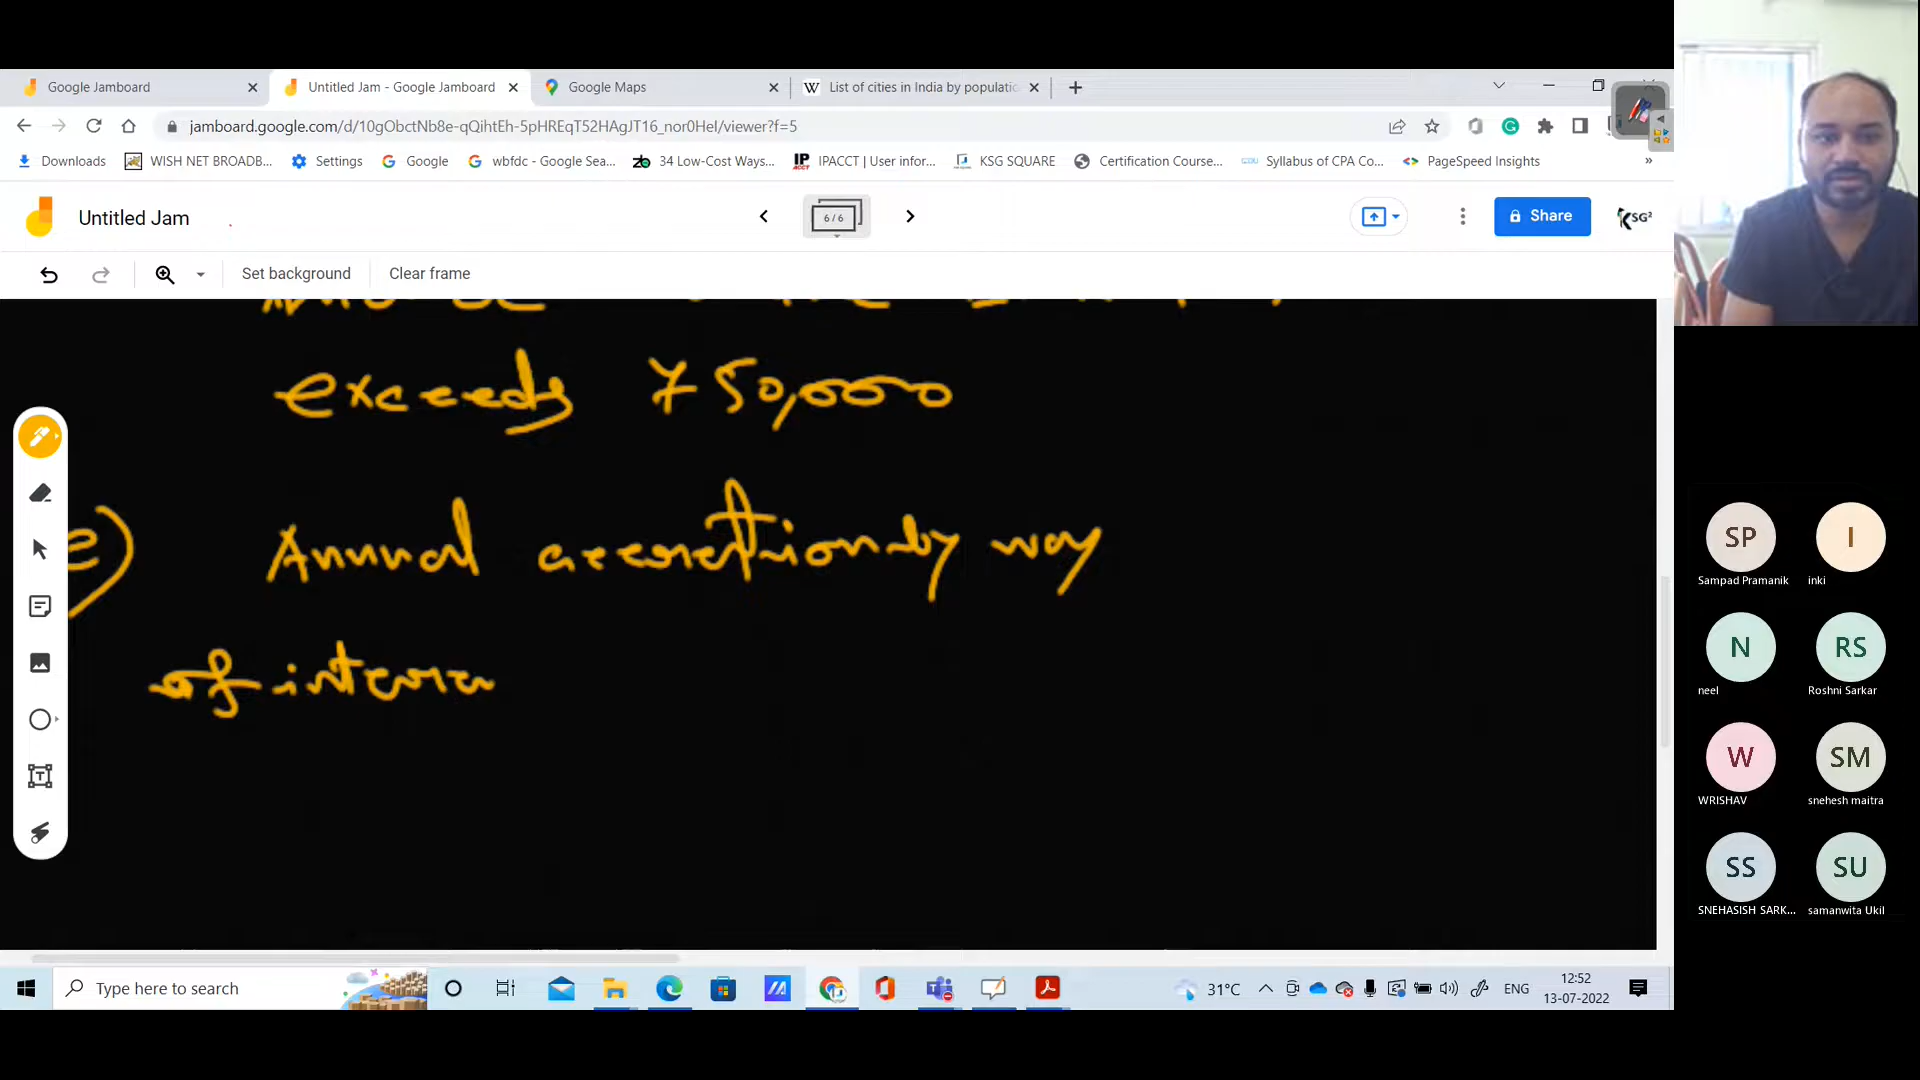 Google Jamboard
Untitled Jam - Google Jamboard
Google Maps
W List of cities in India by populatio
jamboard.google.com/d/10gObctNb8e-qQihtEh-5pHREqT52HAgJT16_nor0HeI/viewer?f=5
Downloads WISH NET BROADB... Settings Google wbfdc - Google Sea... 34 Low-Cost Ways... IPACCT | User infor... KSG SQUARE Certification Course... Syllabus of CPA Co... PageSpeed Insights »
Untitled Jam
6 / 6
Share
KSG²
Set background
Clear frame
exceeds ₹50,000
e) Annual accretion by way
of intere
SP
Sampad Pramanik
I
inki
N
neel
RS
Roshni Sarkar
W
WRISHAV
SM
snehesh maitra
SS
SNEHASISH SARK...
SU
samanwita Ukil
Type here to search
31°C
ENG
12:52
13-07-2022